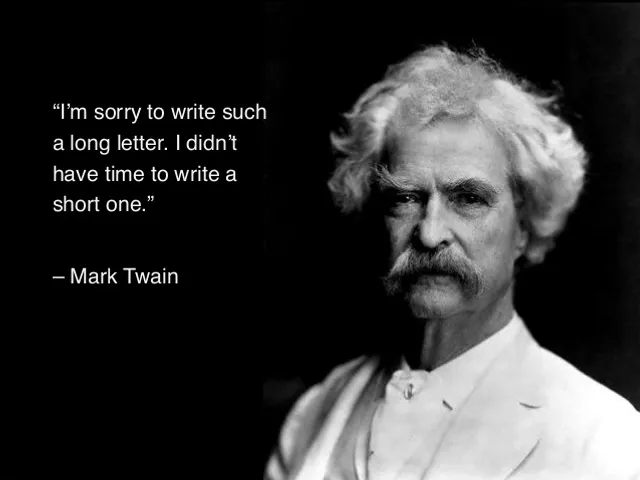 “I’m sorry to write such
a long letter. I didn’t
have time to write a
short one.”
– Mark Twain